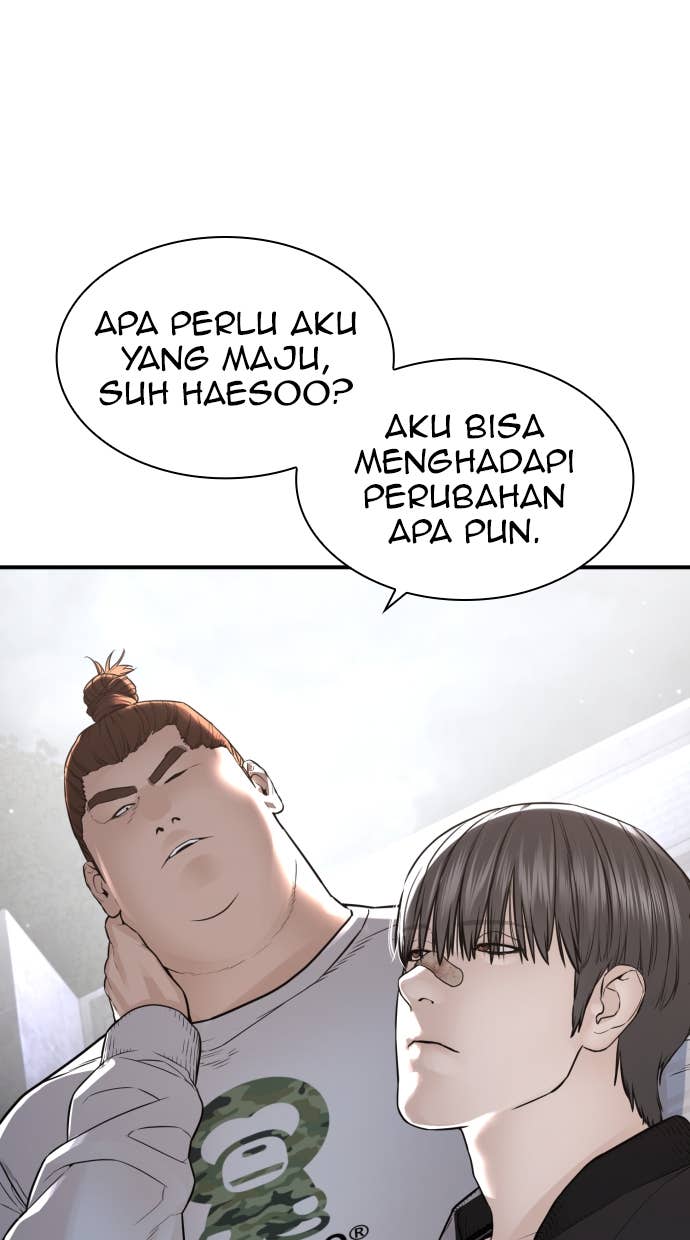 APA PERLU AKU
YANG MAJU,
SUH HAESOO?
AKU BISA
MENGHADAPI
PERUBAHAN
APA PUN.
®